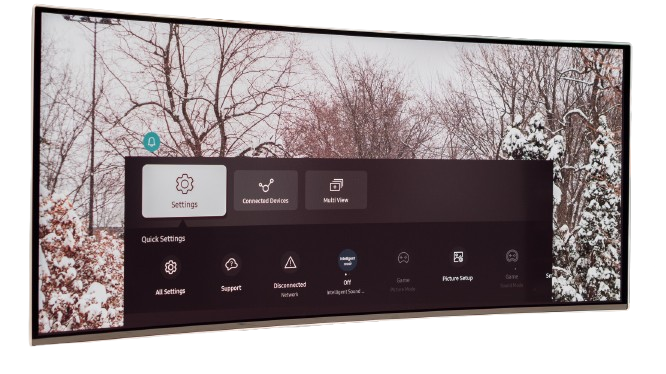 Settings
Connected Devices
Multi View
Quick Settings
All Settings
Support
Disconnected
Network
Intelligent
mode
Off
Intelligent Sound ...
Game
Picture Mode
Picture Setup
Game
Sound Mode